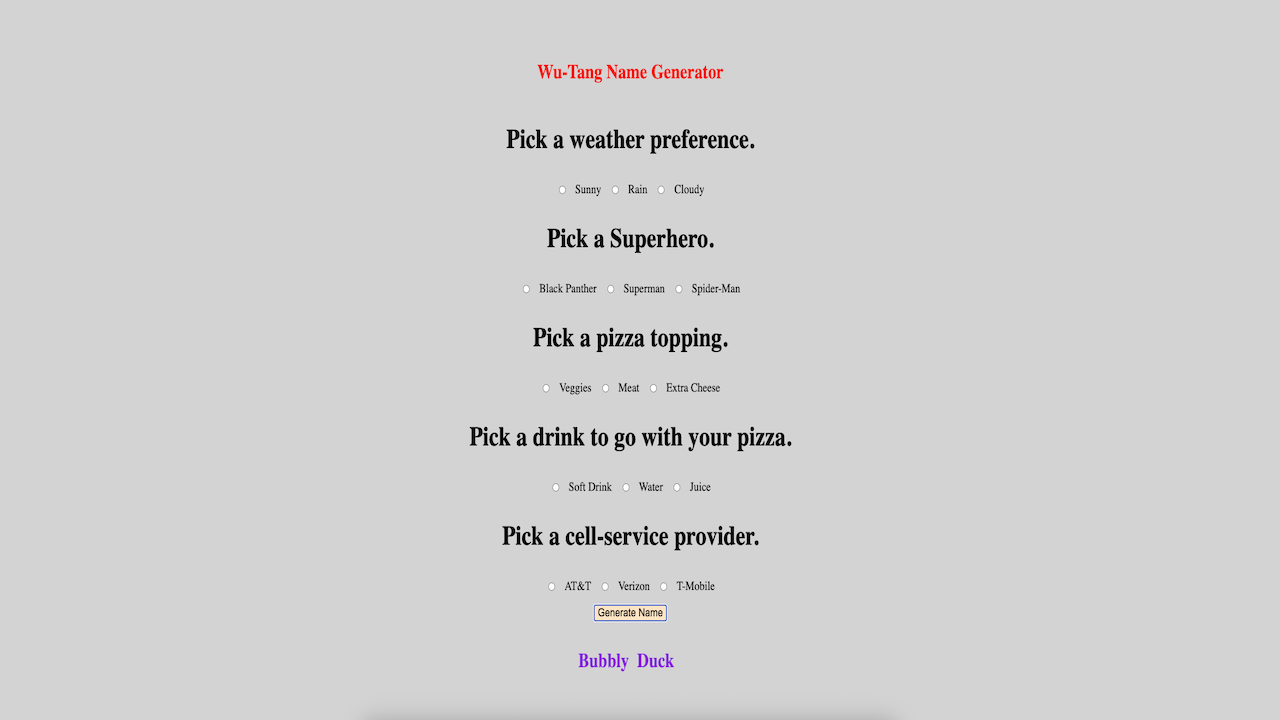 Wu-Tang Name Generator
Pick a weather preference.
Sunny Rain Cloudy
Pick a Superhero.
Black Panther Superman Spider-Man
Pick a pizza topping.
Veggies Meat Extra Cheese
Pick a drink to go with your pizza.
Soft Drink Water Juice
Pick a cell-service provider.
AT&T Verizon T-Mobile
Generate Name
Bubbly Duck